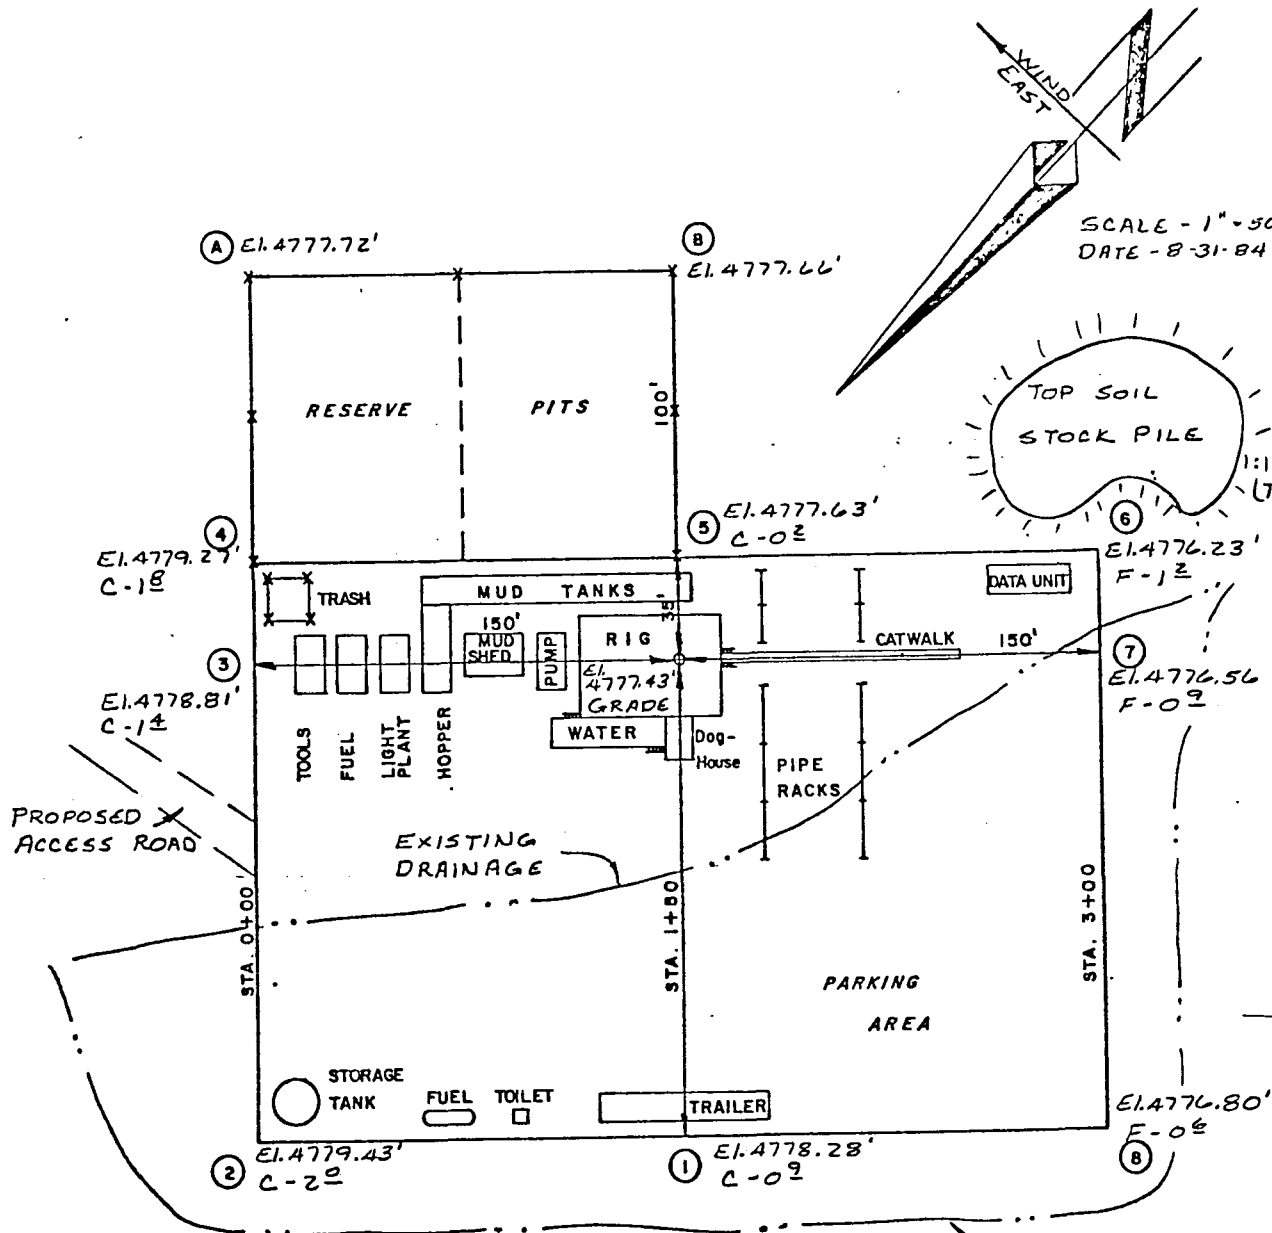 WIND
EAST
SCALE - 1" = 50
DATE - 8-31-84
A El. 4777.72'
B
El. 4777.66'
RESERVE
PITS
100'
TOP SOIL
STOCK PILE
1:1
4
El. 4779.27'
C-1 8
5
El. 4777.63'
C-0 2
6
El. 4776.23'
F-1 2
TRASH
MUD TANKS
35'
DATA UNIT
150'
MUD
SHED
PUMP
RIG
CATWALK
150'
3
El. 4778.81'
C-1 4
El.
4777.43'
GRADE
7
El. 4776.56
F-0 9
TOOLS
FUEL
LIGHT
PLANT
HOPPER
WATER
Dog-
House
PIPE
RACKS
PROPOSED
ACCESS ROAD
EXISTING
DRAINAGE
STA. 0+00'
STA. 1+50
STA. 3+00
PARKING
AREA
STORAGE
TANK
FUEL
TOILET
TRAILER
El. 4776.80'
F-0 6
2
El. 4779.43'
C-2 0
1
El. 4778.28'
C-0 9
8